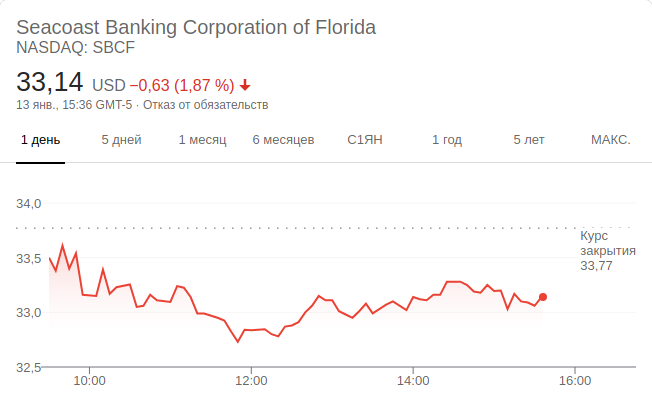 Seacoast Banking Corporation of Florida
NASDAQ: SBCF
33,14 USD −0,63 (1,87 %)
13 янв., 15:36 GMT-5 · Отказ от обязательств
1 день 5 дней 1 месяц 6 месяцев С1ЯН 1 год 5 лет МАКС.
34,0
Курс
закрытия
33,77
33,5
33,0
32,5
10:00 12:00 14:00 16:00